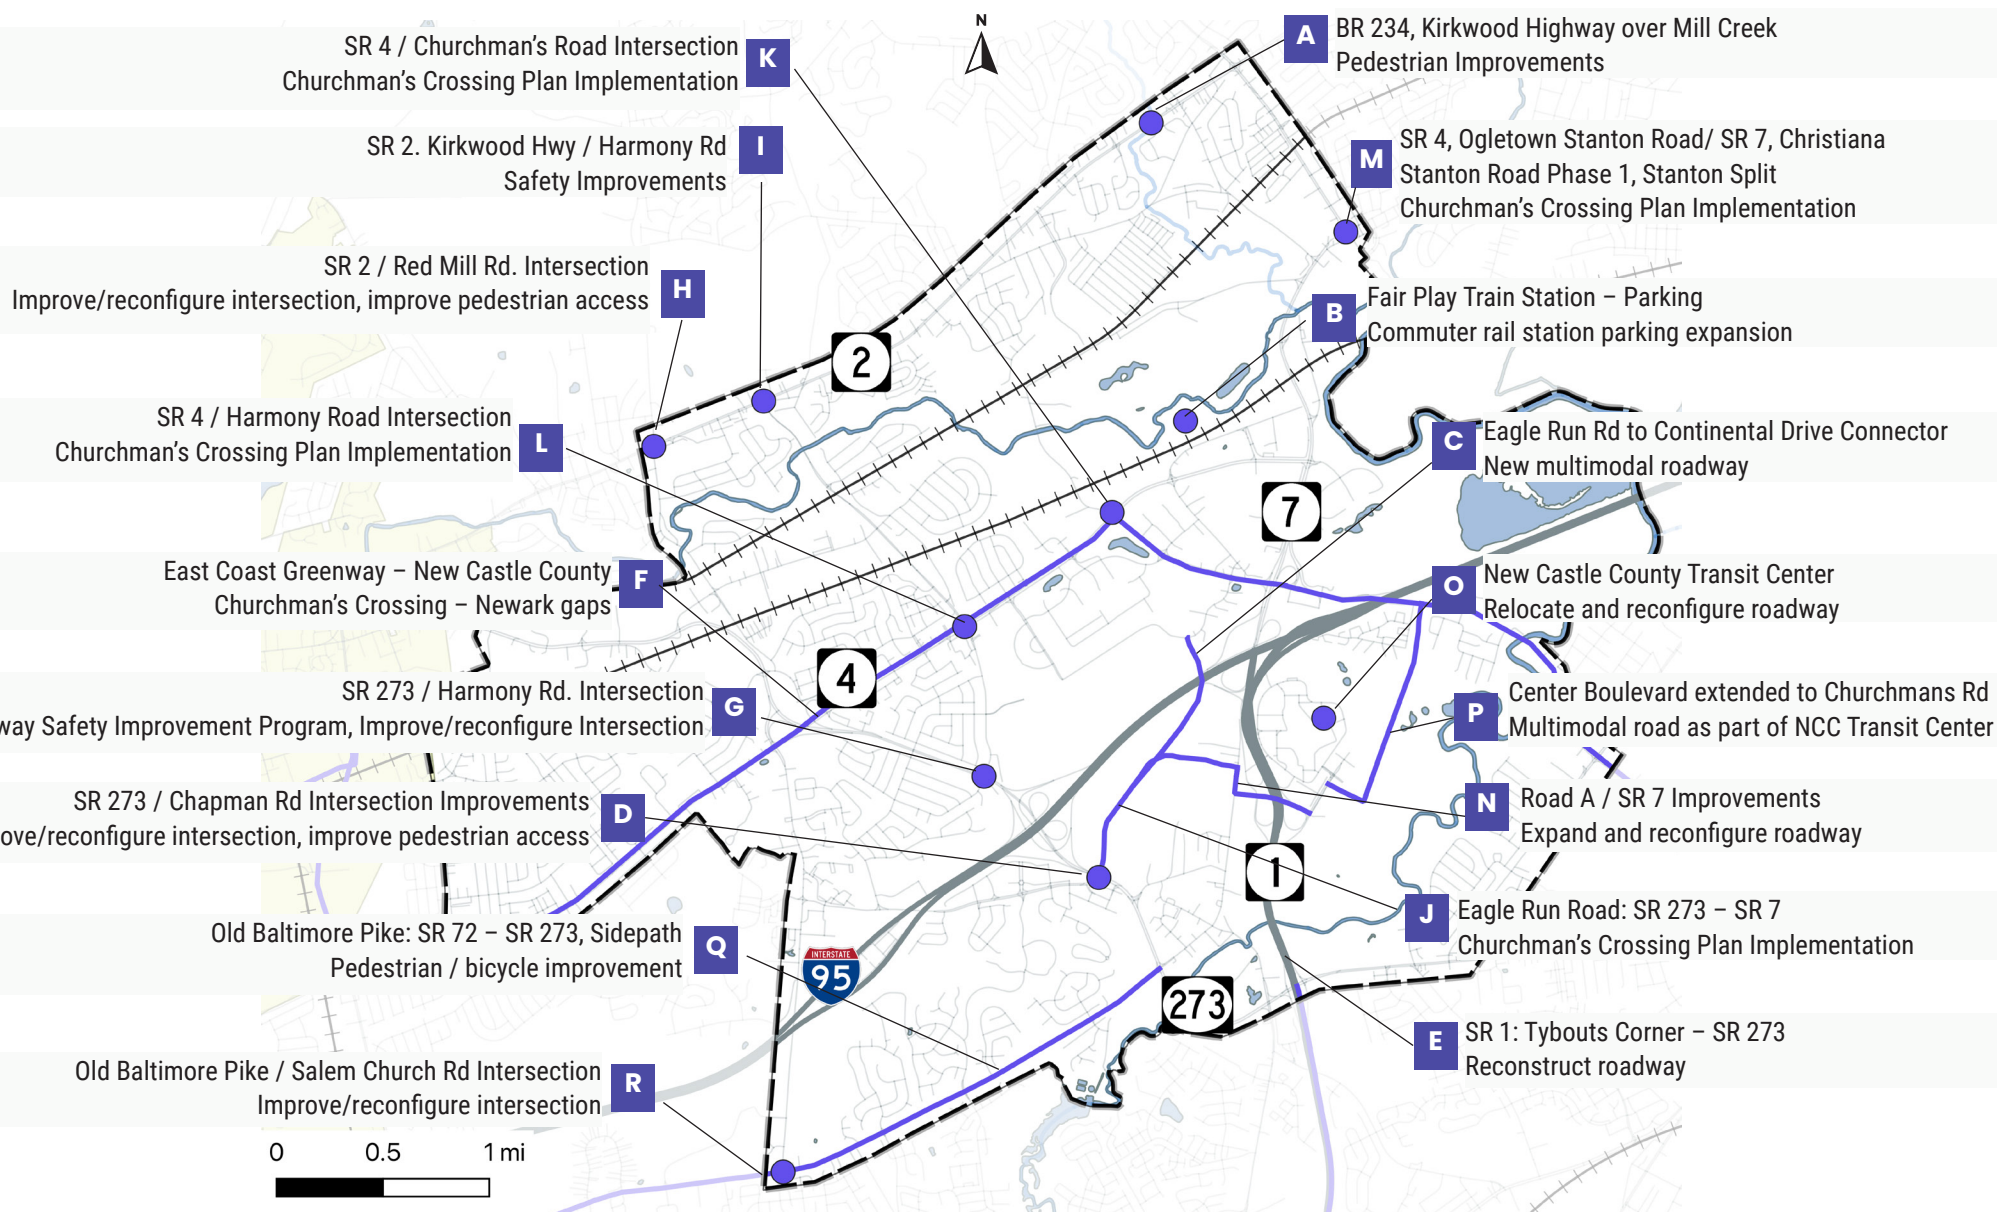 N
K
SR 4 / Churchman's Road Intersection
Churchman's Crossing Plan Implementation
A
BR 234, Kirkwood Highway over Mill Creek
Pedestrian Improvements
I
SR 2. Kirkwood Hwy / Harmony Rd
Safety Improvements
M
SR 4, Ogletown Stanton Road/ SR 7, Christiana
Stanton Road Phase 1, Stanton Split
Churchman's Crossing Plan Implementation
H
SR 2 / Red Mill Rd. Intersection
Improve/reconfigure intersection, improve pedestrian access
B
Fair Play Train Station – Parking
Commuter rail station parking expansion
2
L
SR 4 / Harmony Road Intersection
Churchman's Crossing Plan Implementation
C
Eagle Run Rd to Continental Drive Connector
New multimodal roadway
7
F
East Coast Greenway – New Castle County
Churchman's Crossing – Newark gaps
O
New Castle County Transit Center
Relocate and reconfigure roadway
4
G
SR 273 / Harmony Rd. Intersection
way Safety Improvement Program, Improve/reconfigure Intersection
P
Center Boulevard extended to Churchmans Rd
Multimodal road as part of NCC Transit Center
D
SR 273 / Chapman Rd Intersection Improvements
ove/reconfigure intersection, improve pedestrian access
N
Road A / SR 7 Improvements
Expand and reconfigure roadway
1
J
Eagle Run Road: SR 273 – SR 7
Churchman's Crossing Plan Implementation
Q
Old Baltimore Pike: SR 72 – SR 273, Sidepath
Pedestrian / bicycle improvement
INTERSTATE
95
273
E
SR 1: Tybouts Corner – SR 273
Reconstruct roadway
R
Old Baltimore Pike / Salem Church Rd Intersection
Improve/reconfigure intersection
0 0.5 1 mi